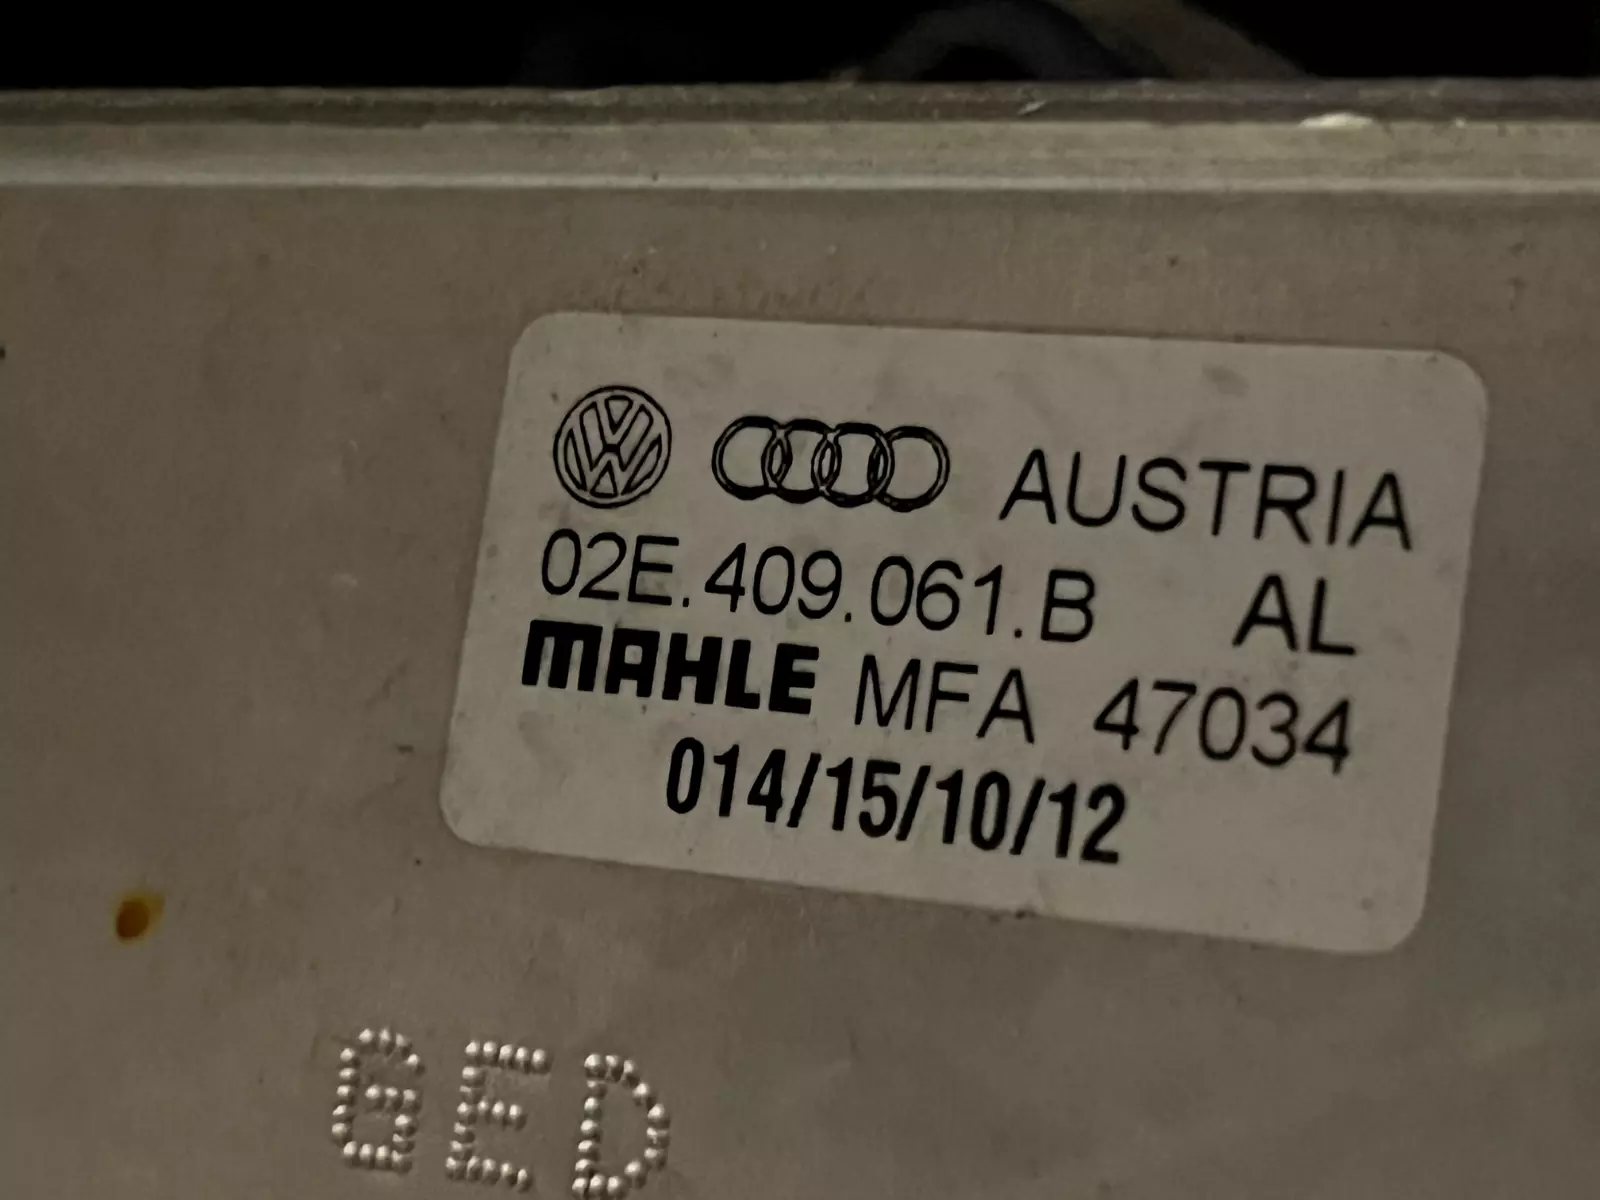 AUSTRIA
02E.409.061.B AL
MAHLE MFA 47034
014/15/10/12
GED